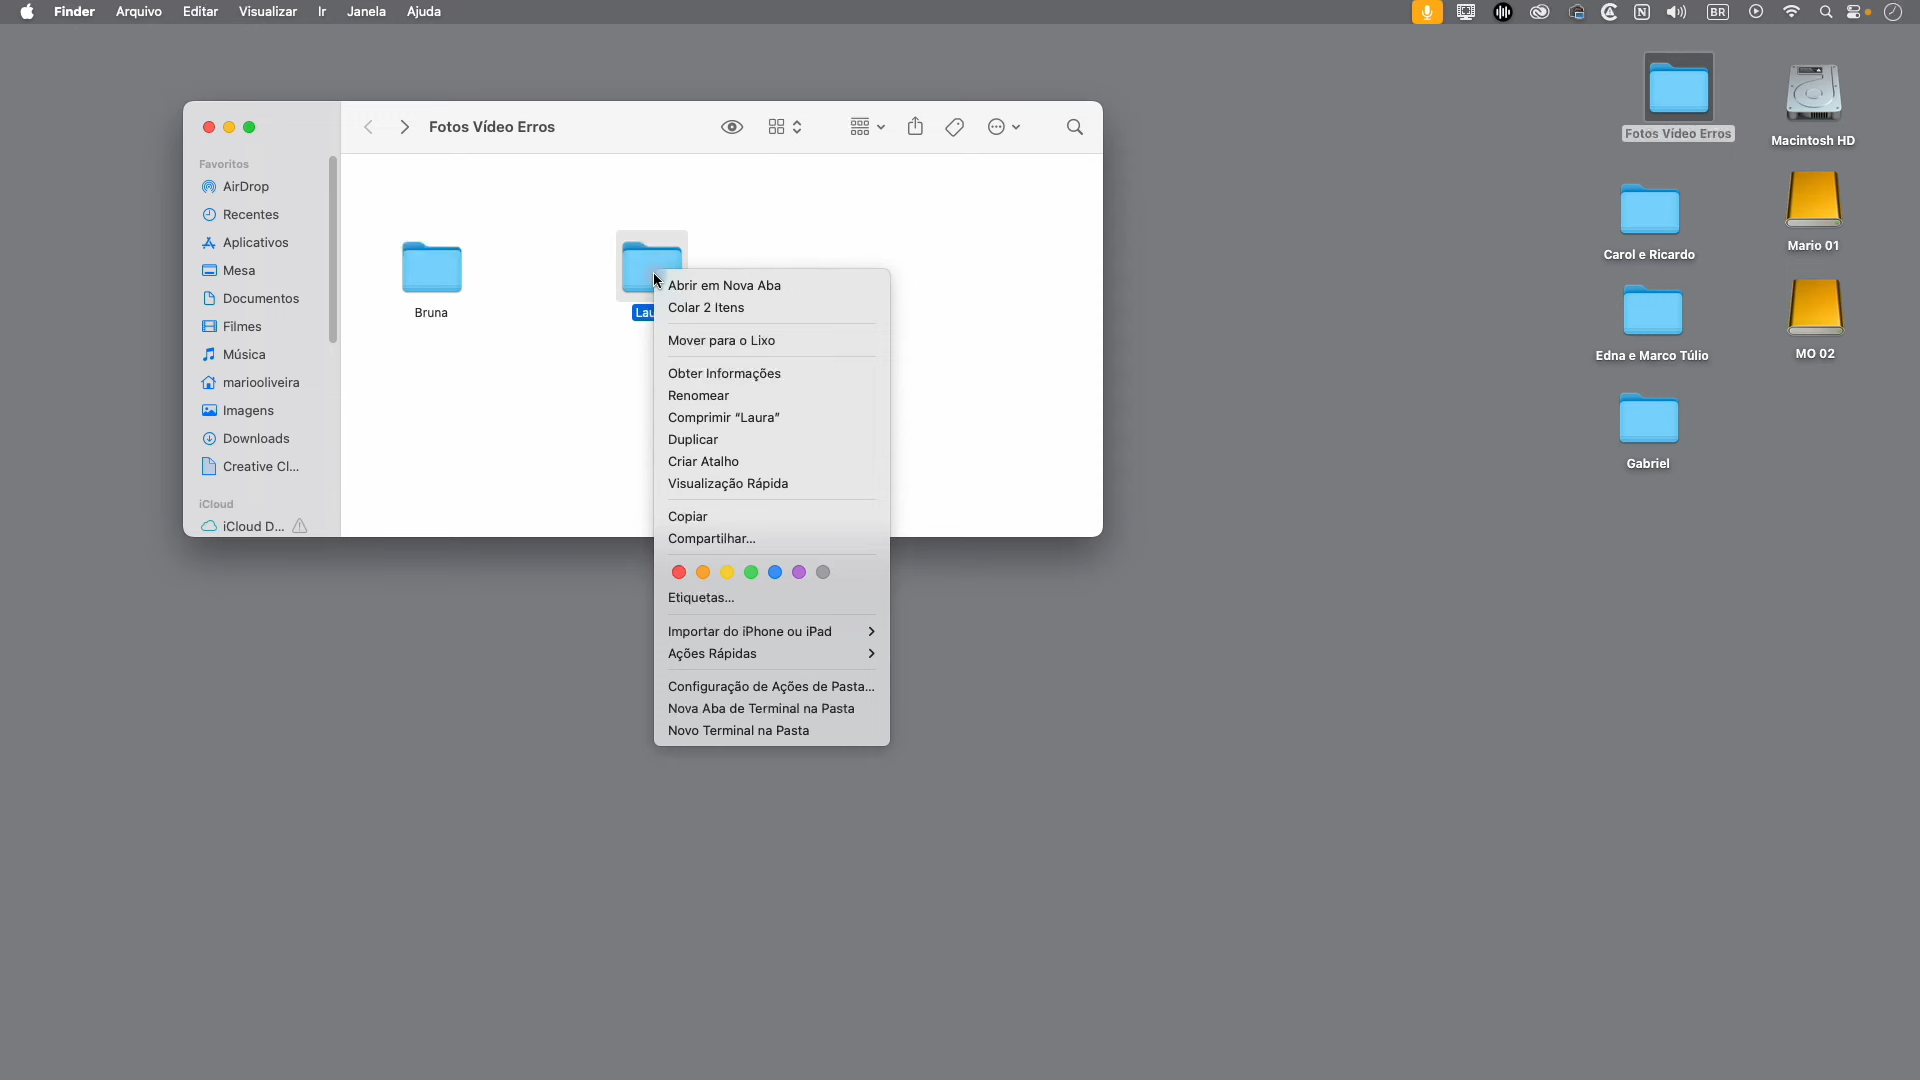 Finder Arquivo Editar Visualizar Ir Janela Ajuda
BR
Fotos Vídeo Erros
Favoritos
AirDrop
Recentes
Aplicativos
Mesa
Documentos
Filmes
Música
mariooliveira
Imagens
Downloads
Creative Cl...
iCloud
iCloud D...
Bruna
Lau
Abrir em Nova Aba
Colar 2 Itens
Mover para o Lixo
Obter Informações
Renomear
Comprimir “Laura”
Duplicar
Criar Atalho
Visualização Rápida
Copiar
Compartilhar...
Etiquetas...
Importar do iPhone ou iPad
Ações Rápidas
Configuração de Ações de Pasta...
Nova Aba de Terminal na Pasta
Novo Terminal na Pasta
Fotos Vídeo Erros
Macintosh HD
Carol e Ricardo
Mario 01
Edna e Marco Túlio
MO 02
Gabriel